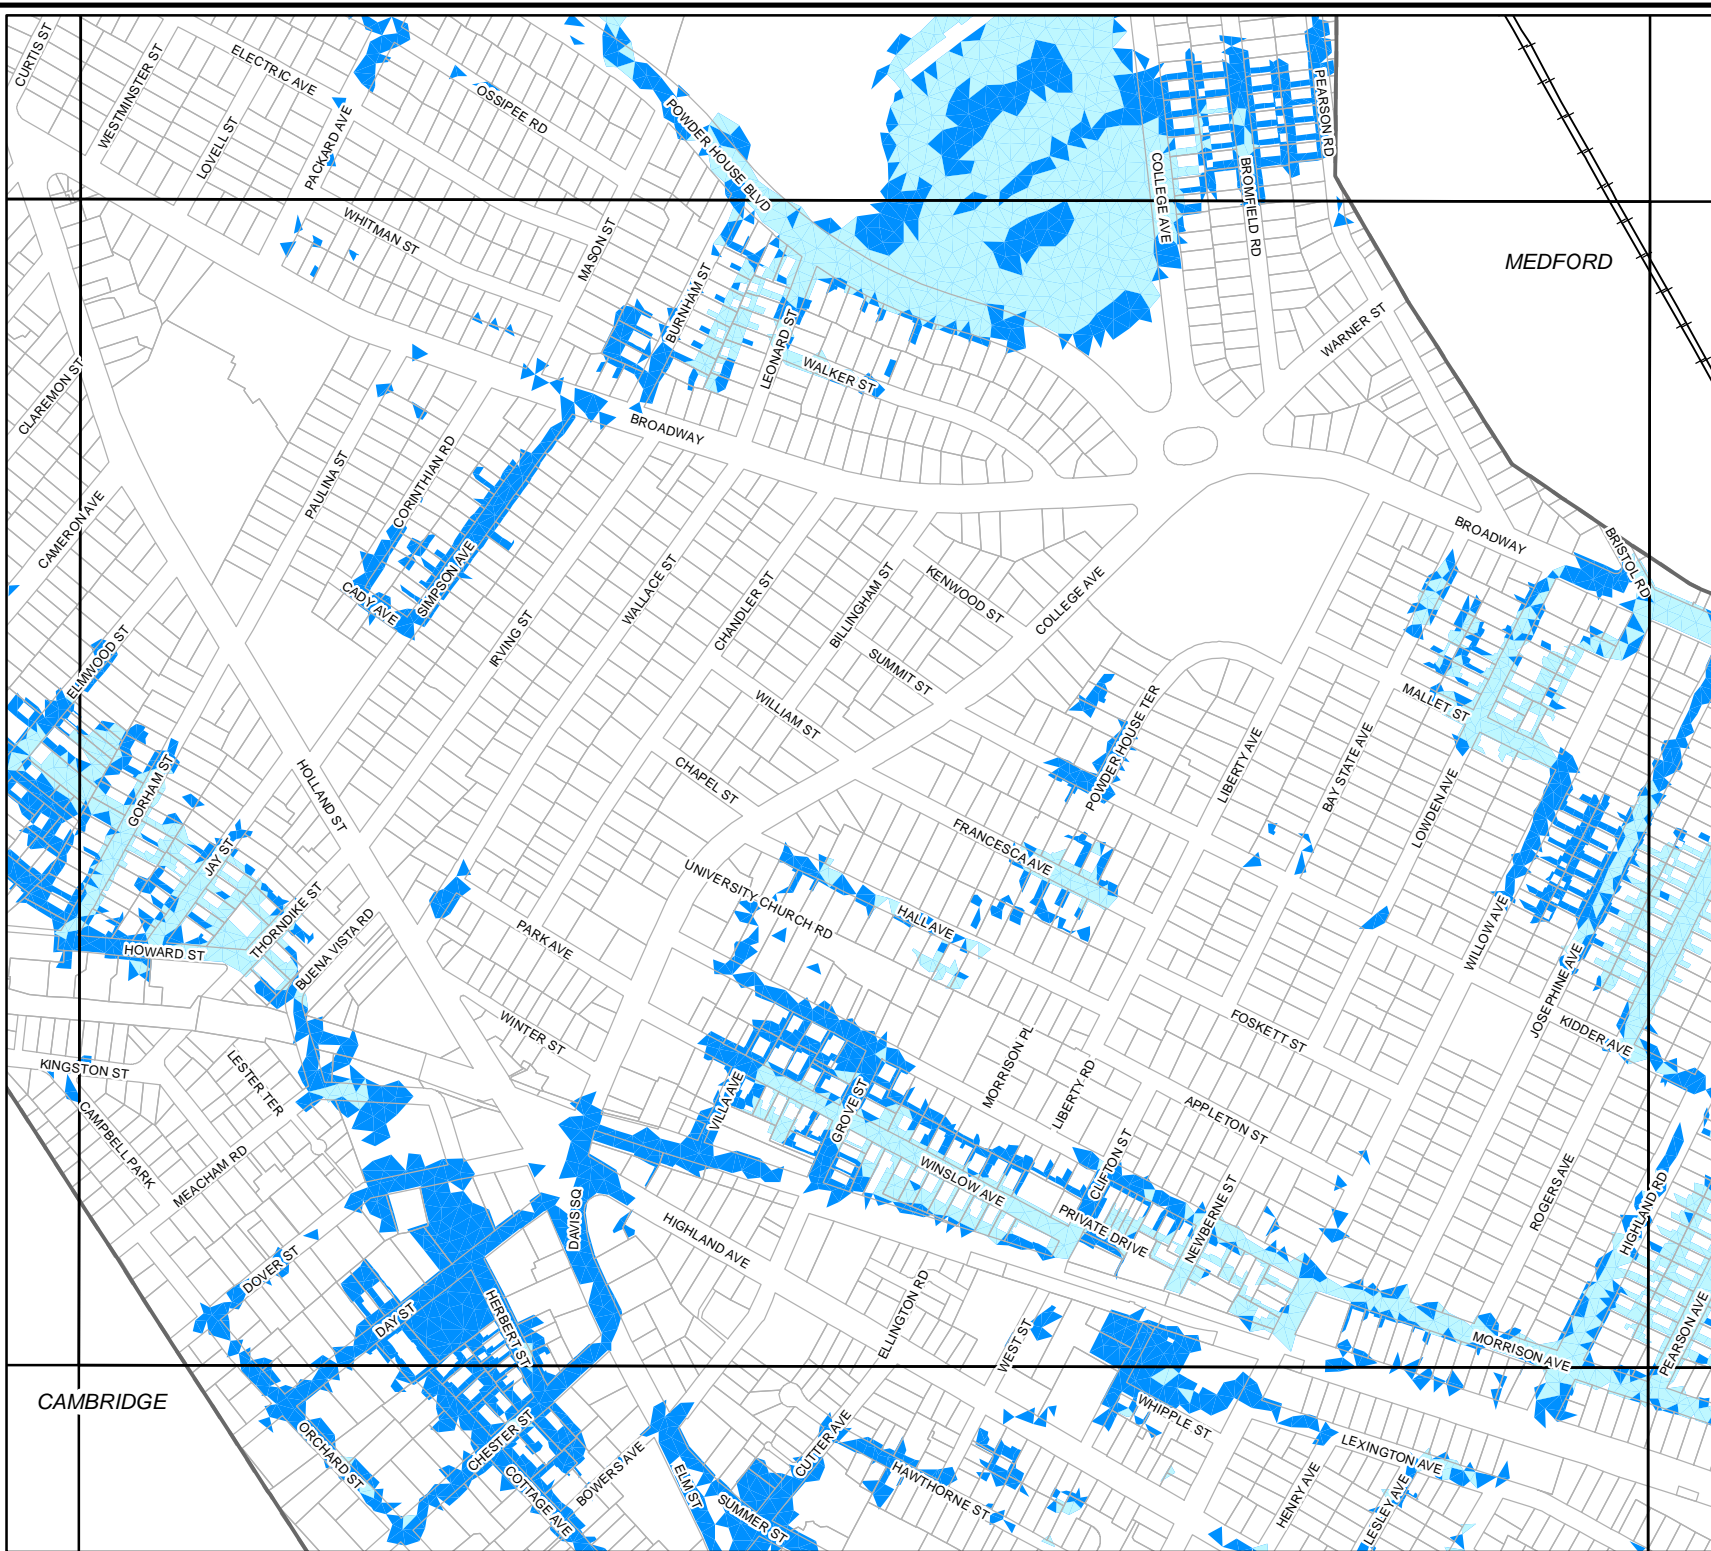 CURTIS ST
WESTMINSTER ST
ELECTRIC AVE
LOVELL ST
PACKARD AVE
OSSIPEE RD
POWDER HOUSE BLVD
PEARSON RD
COLLEGE AVE
BROMFIELD RD
WHITMAN ST
MASON ST
BURNHAM ST
LEONARD ST
WALKER ST
WARNER ST
MEDFORD
CLAREMON ST
BROADWAY
PAULINA ST
CORINTHIAN RD
CAMERON AVE
CADY AVE
SIMPSON AVE
IRVING ST
WALLACE ST
CHANDLER ST
BILLINGHAM ST
KENWOOD ST
COLLEGE AVE
SUMMIT ST
BROADWAY
BRISTOL RD
ELMWOOD ST
WILLIAM ST
CHAPEL ST
POWDER HOUSE TER
MALLET ST
LIBERTY AVE
BAY STATE AVE
LOWDEN AVE
GORHAM ST
HOLLAND ST
JAY ST
THORNDIKE ST
BUENA VISTA RD
HOWARD ST
PARK AVE
UNIVERSITY CHURCH RD
FRANCESCA AVE
HALL AVE
WILLOW AVE
JOSEPHINE AVE
KIDDER AVE
WINTER ST
FOSKETT ST
KINGSTON ST
LESTER TER
CAMPBELL PARK
MEACHAM RD
VILLA AVE
GROVE ST
MORRISON PL
LIBERTY RD
CLIFTON ST
APPLETON ST
WINSLOW AVE
PRIVATE DRIVE
NEWBERNE ST
ROGERS AVE
HIGHLAND RD
DAVIS SQ
HIGHLAND AVE
DOVER ST
DAY ST
HERBERT ST
ELLINGTON RD
WEST ST
MORRISON AVE
PEARSON AVE
CAMBRIDGE
ORCHARD ST
CHESTER ST
COTTAGE AVE
BOWERS AVE
ELM ST
SUMMER ST
CUTTER AVE
HAWTHORNE ST
WHIPPLE ST
LEXINGTON AVE
HENRY AVE
LESLEY AVE